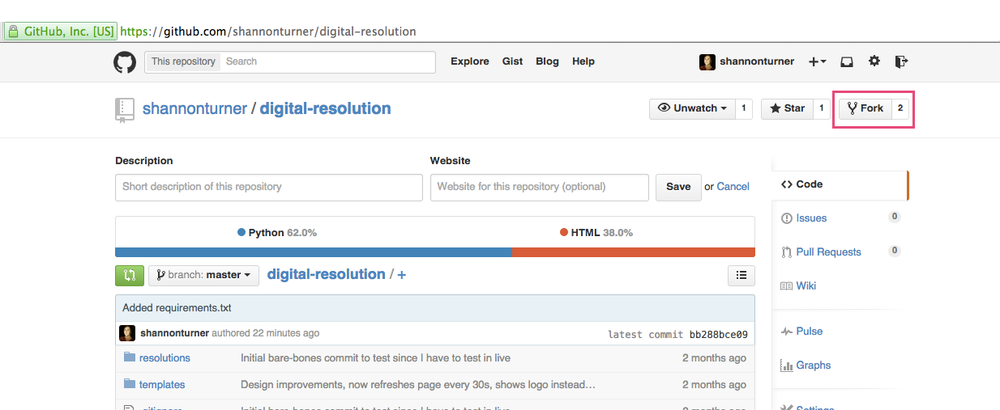 GitHub, Inc. [US] https://github.com/shannonturner/digital-resolution
This repository Search Explore Gist Blog Help shannonturner
shannonturner / digital-resolution Unwatch 1 Star 1 Fork 2
Description Website
Short description of this repository Website for this repository (optional) Save or Cancel
Code
Issues 0
Pull Requests 0
Wiki
Pulse
Graphs
Settings
Python 62.0% HTML 38.0%
branch: master digital-resolution / +
Added requirements.txt
shannonturner authored 22 minutes ago latest commit bb288bce09
resolutions Initial bare-bones commit to test since I have to test in live 2 months ago
templates Design improvements, now refreshes page every 30s, shows logo instead… 2 months ago
.gitignore Initial bare-bones commit to test since I have to test in live 2 months ago